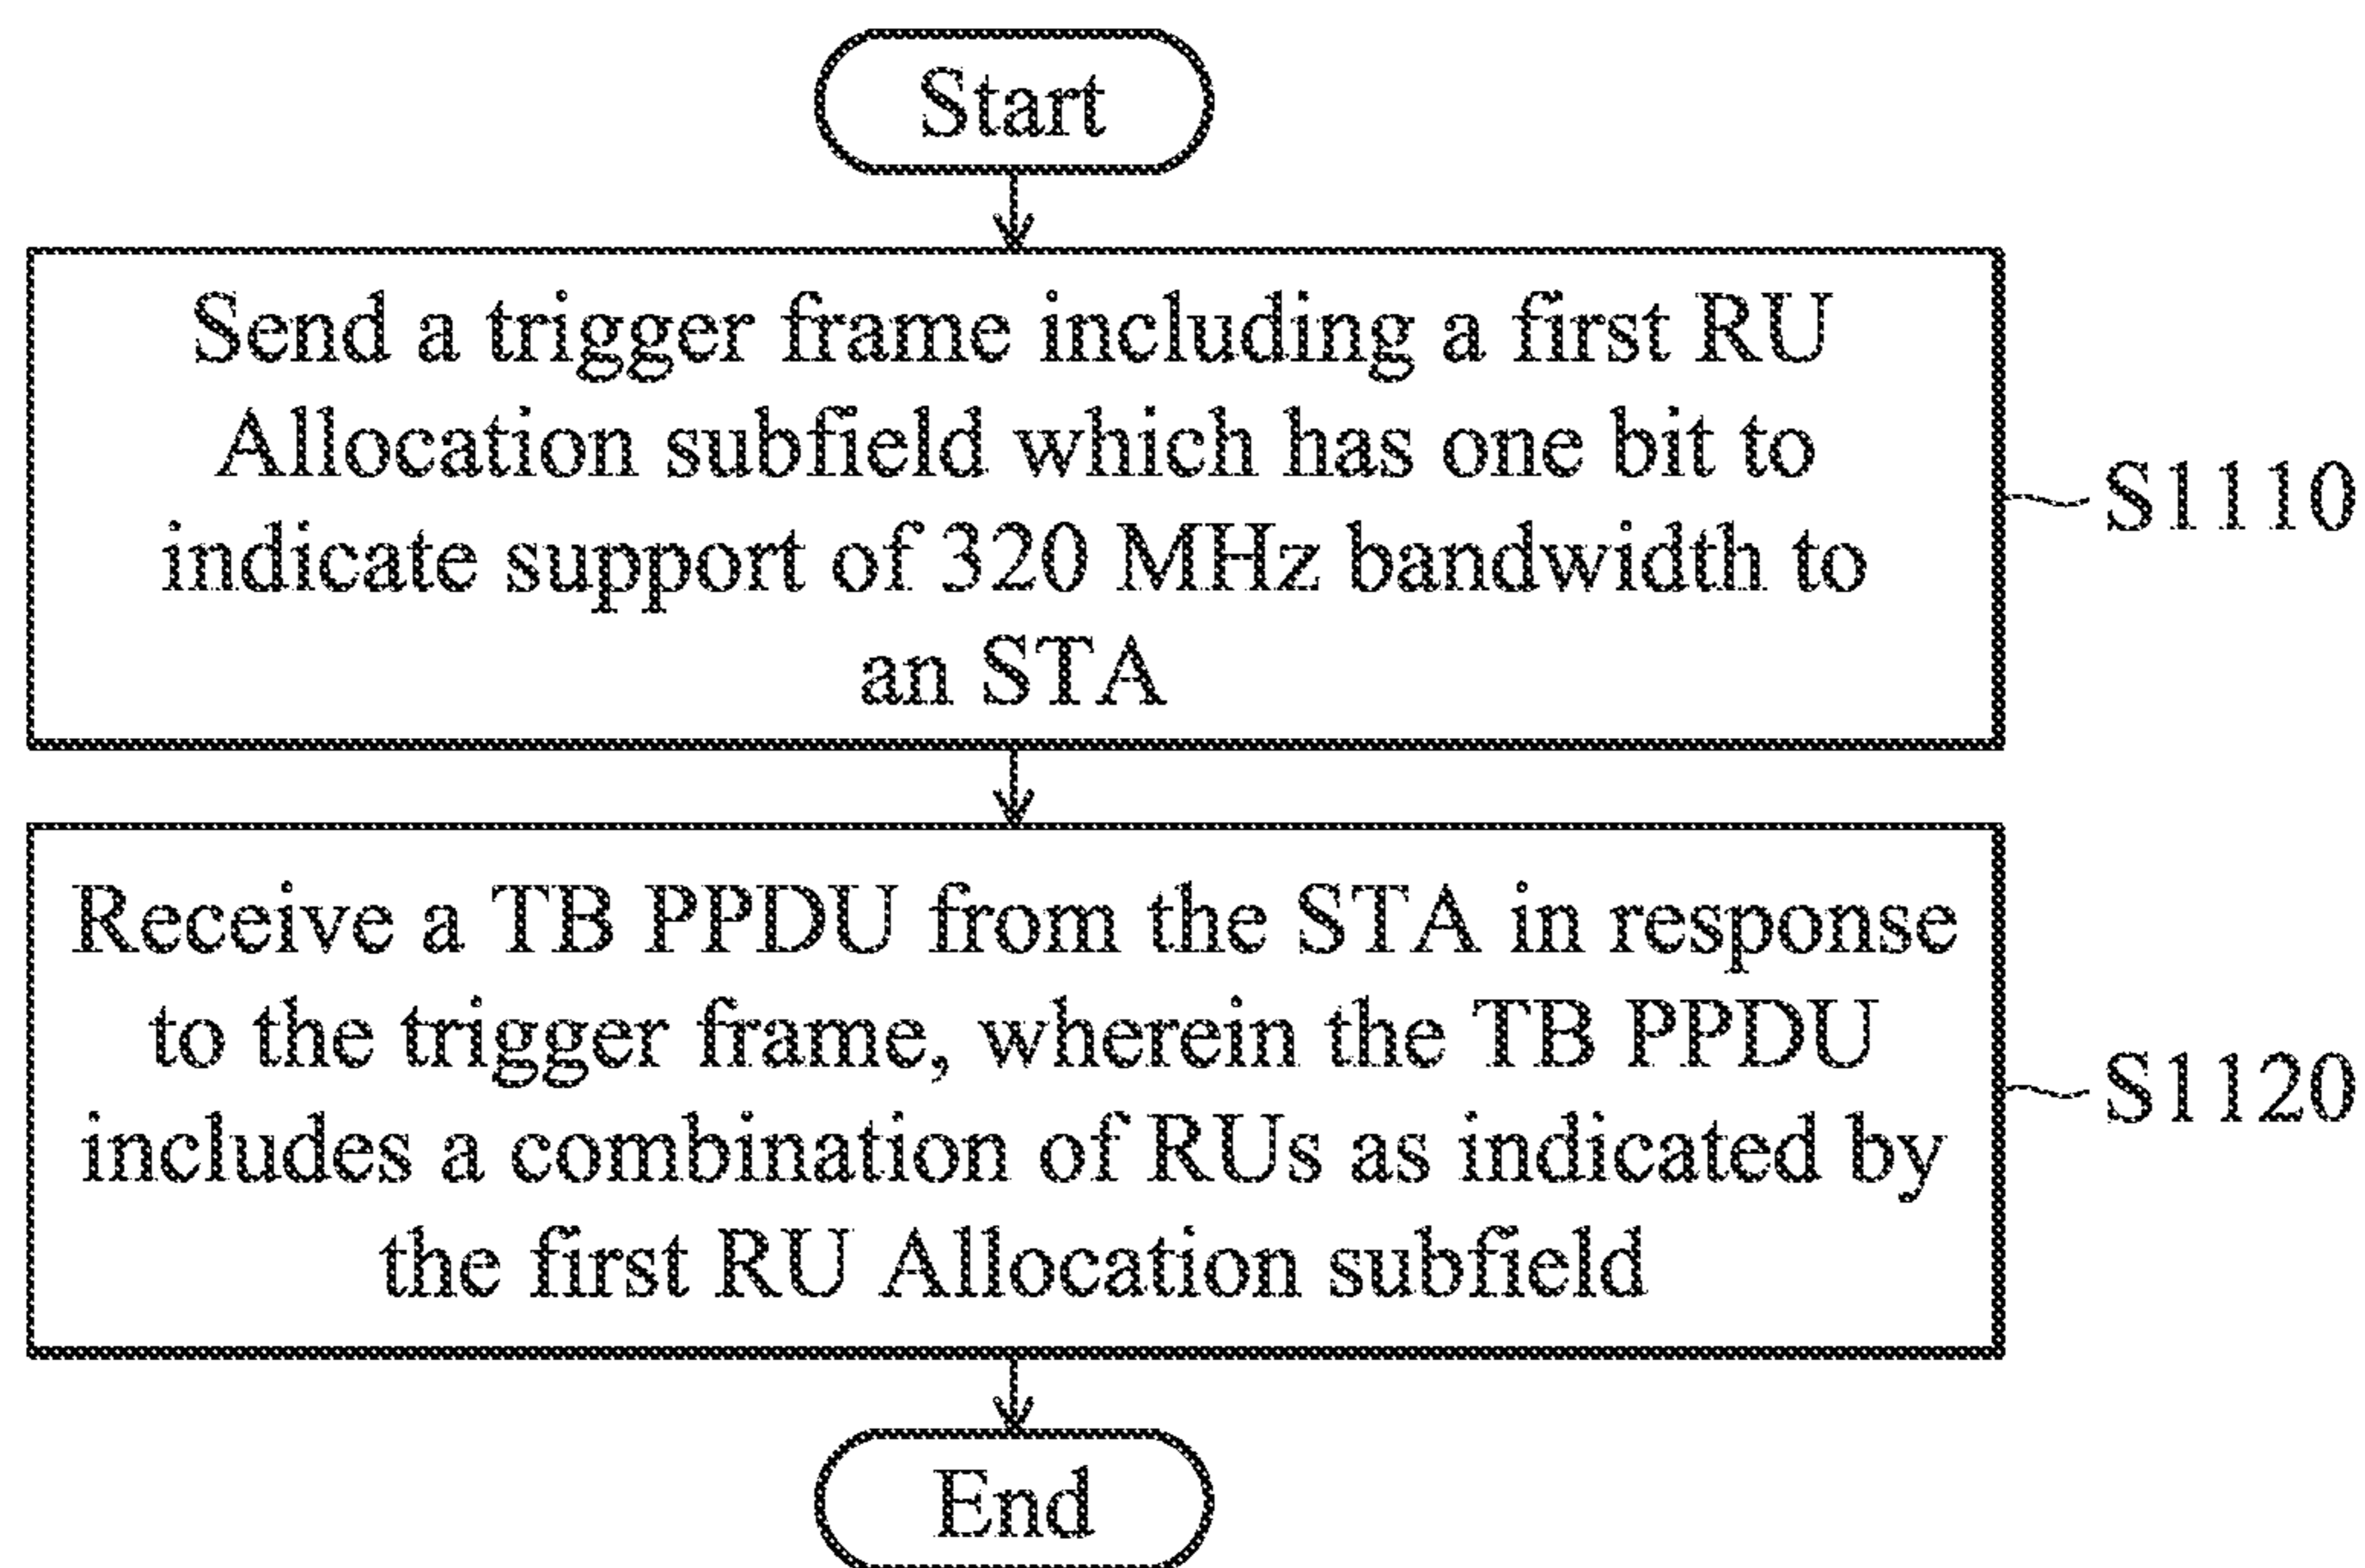 Start
Send a trigger frame including a first RU
Allocation subfield which has one bit to
indicate support of 320 MHz bandwidth to
an STA
S1110
Receive a TB PPDU from the STA in response
to the trigger frame, wherein the TB PPDU
includes a combination of RUs as indicated by
the first RU Allocation subfield
S1120
End